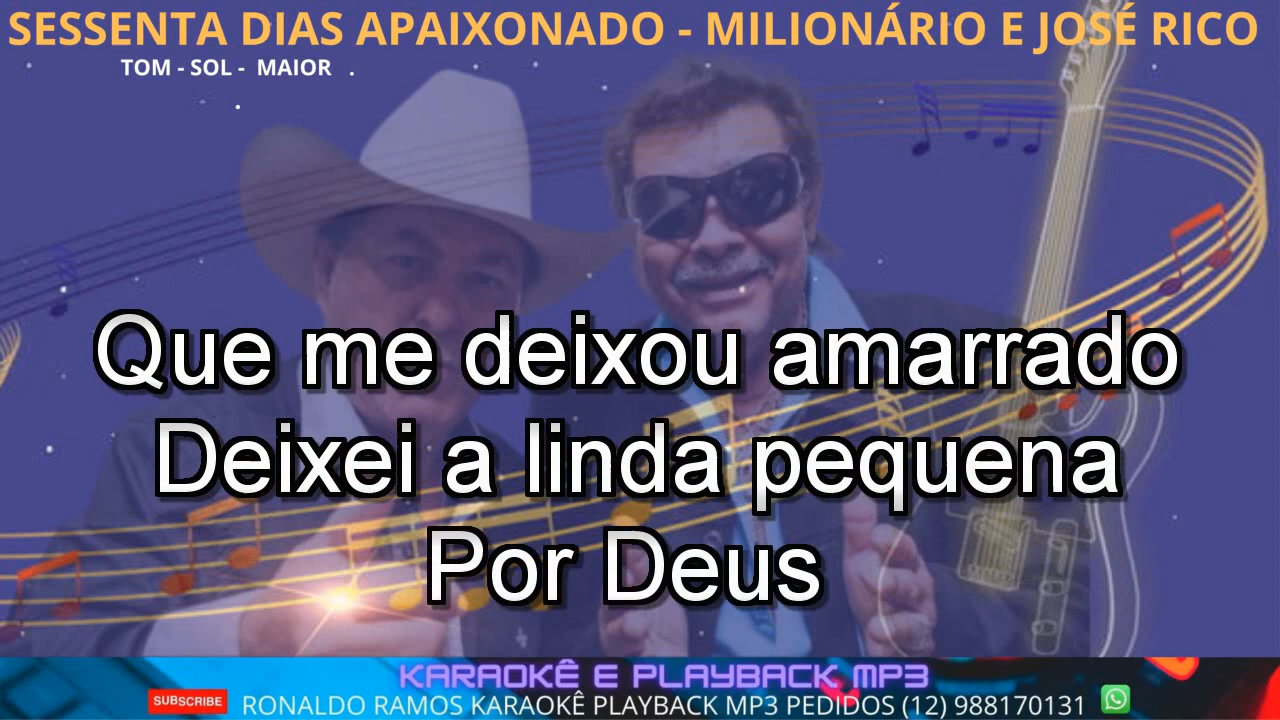 SESSENTA DIAS APAIXONADO - MILIONÁRIO E JOSÉ RICO
TOM - SOL - MAIOR .
Que me deixou amarrado
Deixei a linda pequena
Por Deus
KARAOKÊ E PLAYBACK MP3
SUBSCRIBE RONALDO RAMOS KARAOKÊ PLAYBACK MP3 PEDIDOS (12) 988170131